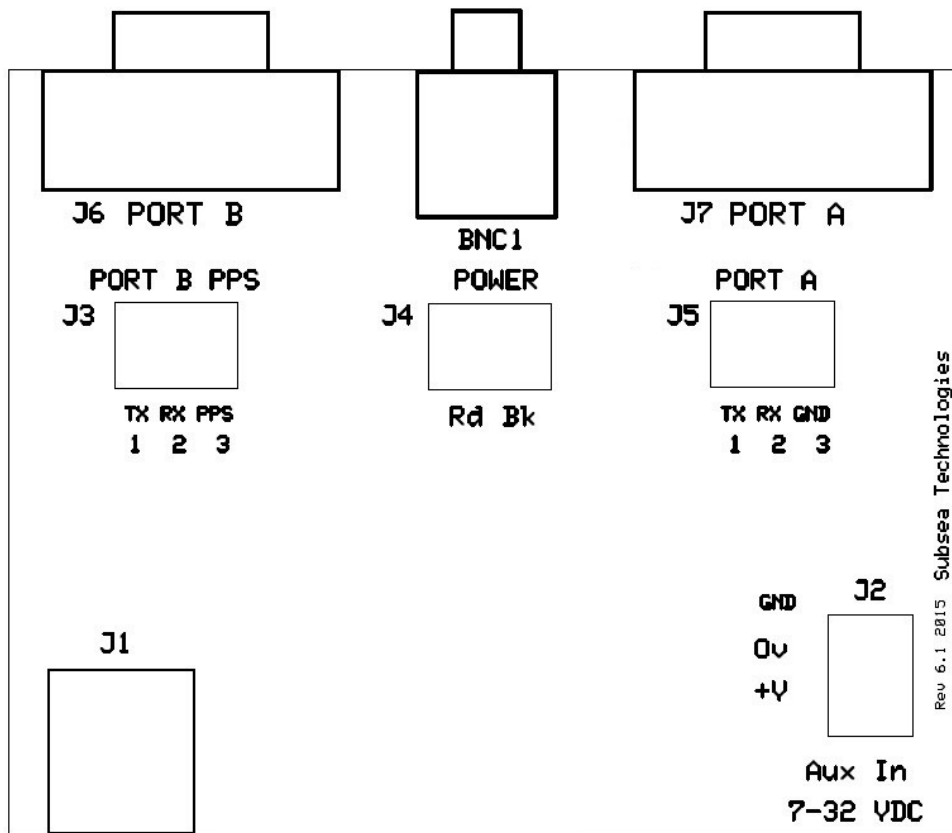 J6 PORT B
BNC1
J7 PORT A
PORT B PPS
POWER
PORT A
J3
J4
J5
TX RX PPS
1 2 3
Rd Bk
TX RX GND
1 2 3
Rev 6.1 2015 Subsea Technologies
J1
J2
GND
0v
+V
Aux In
7-32 VDC